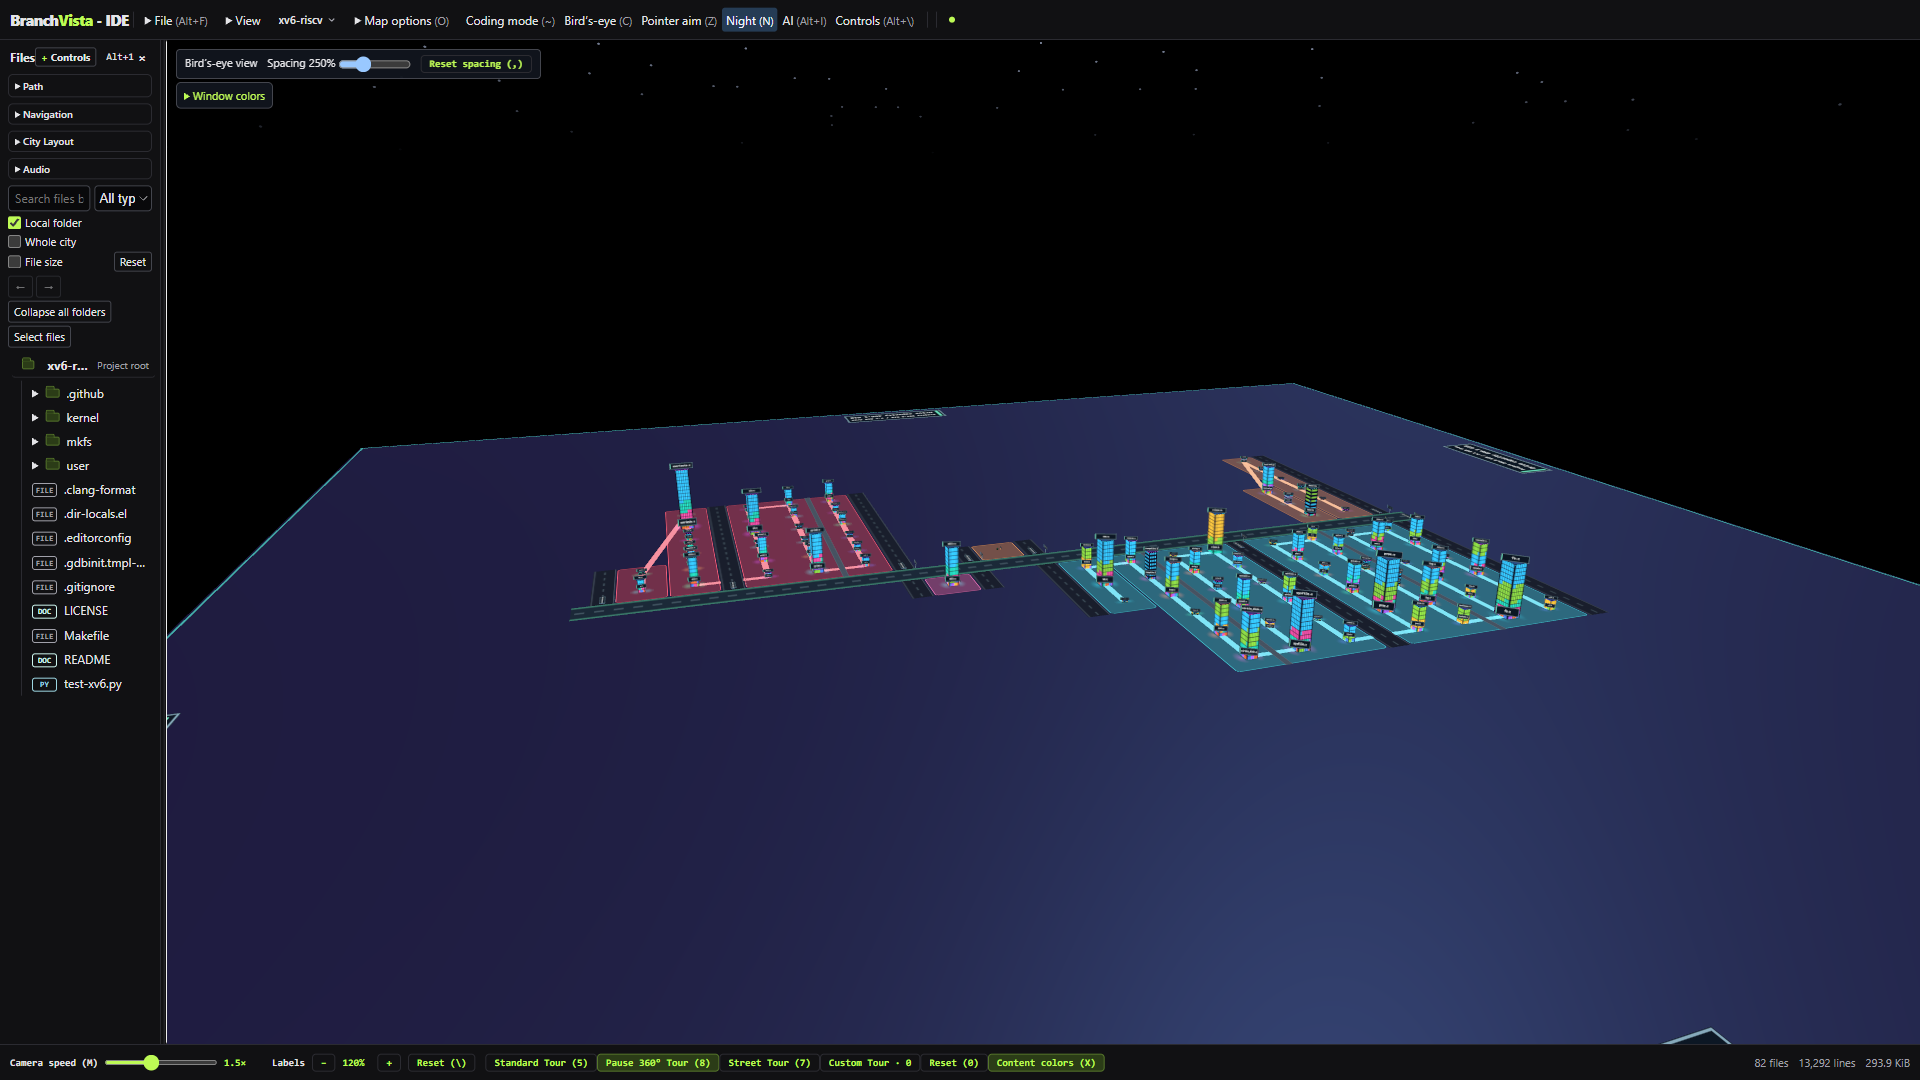 BranchVista - IDE
▶ File (Alt+F)
▶ View
xv6-riscv
▶ Map options (O)
Coding mode (~)
Bird's-eye (C)
Pointer aim (Z)
Night (N)
AI (Alt+I)
Controls (Alt+\)
Files
+ Controls
Alt+1 ×
▶ Path
▶ Navigation
▶ City Layout
▶ Audio
Search files b
All typ
Local folder
Whole city
File size
Reset
← →
Collapse all folders
Select files
xv6-r... Project root
▶ .github
▶ kernel
▶ mkfs
▶ user
FILE .clang-format
FILE .dir-locals.el
FILE .editorconfig
FILE .gdbinit.tmpl-...
FILE .gitignore
DOC LICENSE
FILE Makefile
DOC README
PY test-xv6.py
Bird's-eye view
Spacing 250%
Reset spacing (,)
▶ Window colors
Camera speed (M)
1.5×
Labels
-
120%
+
Reset (\)
Standard Tour (5)
Pause 360° Tour (8)
Street Tour (7)
Custom Tour · 0
Reset (0)
Content colors (X)
82 files
13,292 lines
293.9 KiB